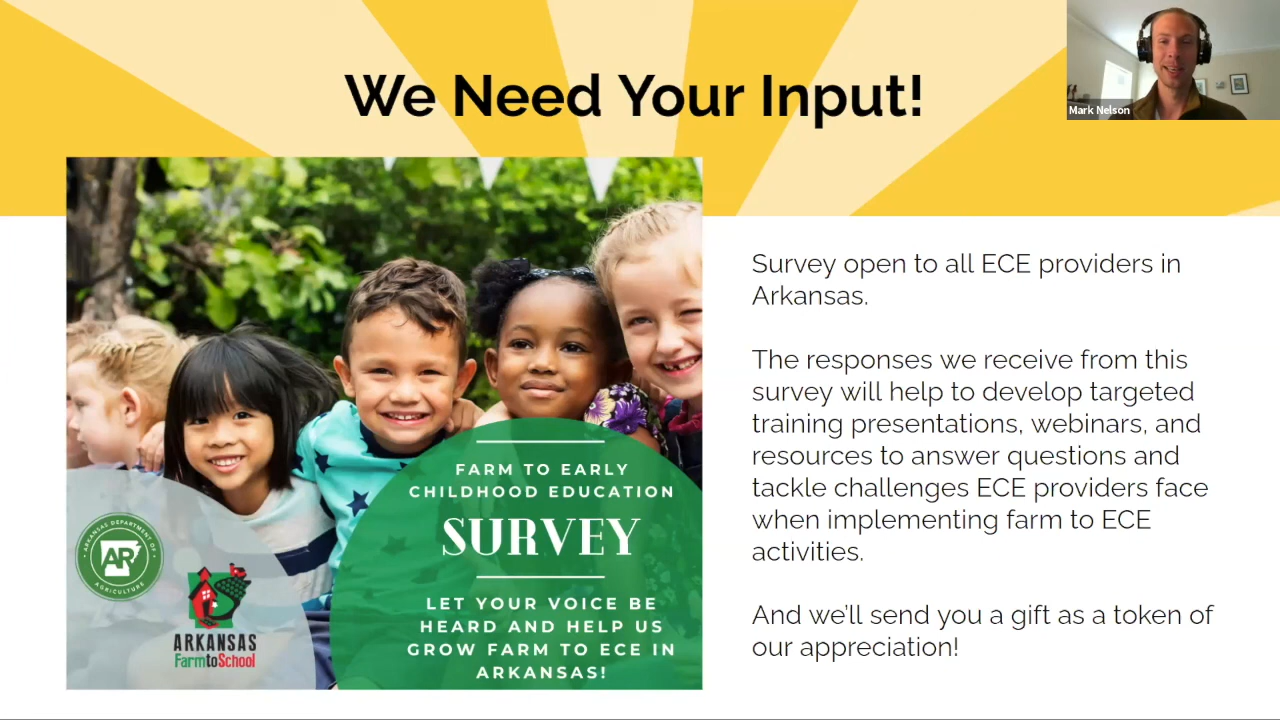 We Need Your Input!
Mark Nelson
Survey open to all ECE providers in
Arkansas.
The responses we receive from this
survey will help to develop targeted
training presentations, webinars, and
resources to answer questions and
tackle challenges ECE providers face
when implementing farm to ECE
activities.
And we'll send you a gift as a token of
our appreciation!
FARM TO EARLY
CHILDHOOD EDUCATION
SURVEY
LET YOUR VOICE BE
HEARD AND HELP US
GROW FARM TO ECE IN
ARKANSAS!
ARKANSAS DEPARTMENT OF
AR
AGRICULTURE
ARKANSAS
FarmtoSchool